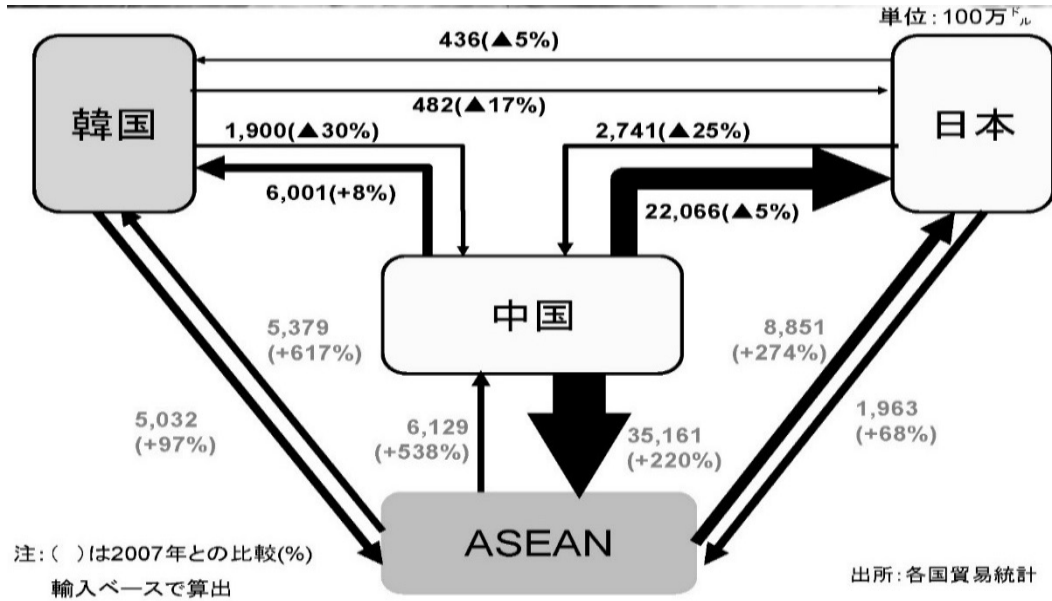 単位：100万㌦
436(▲5%)
482(▲17%)
韓国
日本
1,900(▲30%)
2,741(▲25%)
6,001(+8%)
22,066(▲5%)
中国
5,379
(+617%)
8,851
(+274%)
5,032
(+97%)
6,129
(+538%)
35,161
(+220%)
1,963
(+68%)
ASEAN
注：（　）は2007年との比較(%)
輸入ベースで算出
出所：各国貿易統計